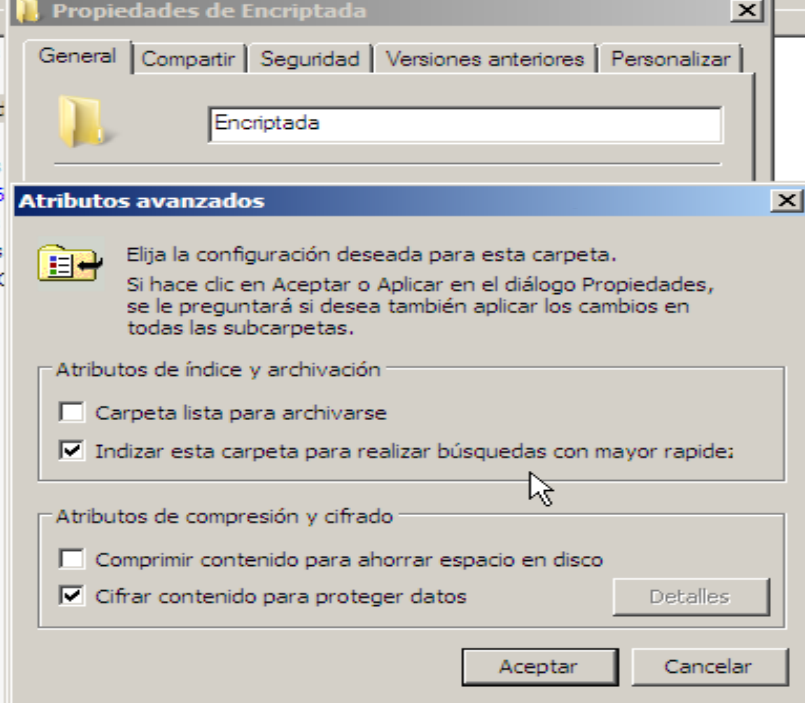 Propiedades de Encriptada
General Compartir Seguridad Versiones anteriores Personalizar
Encriptada
Atributos avanzados
Elija la configuración deseada para esta carpeta.
Si hace clic en Aceptar o Aplicar en el diálogo Propiedades,
se le preguntará si desea también aplicar los cambios en
todas las subcarpetas.
Atributos de índice y archivación
Carpeta lista para archivarse
Indizar esta carpeta para realizar búsquedas con mayor rapidez
Atributos de compresión y cifrado
Comprimir contenido para ahorrar espacio en disco
Cifrar contenido para proteger datos
Detalles
Aceptar Cancelar